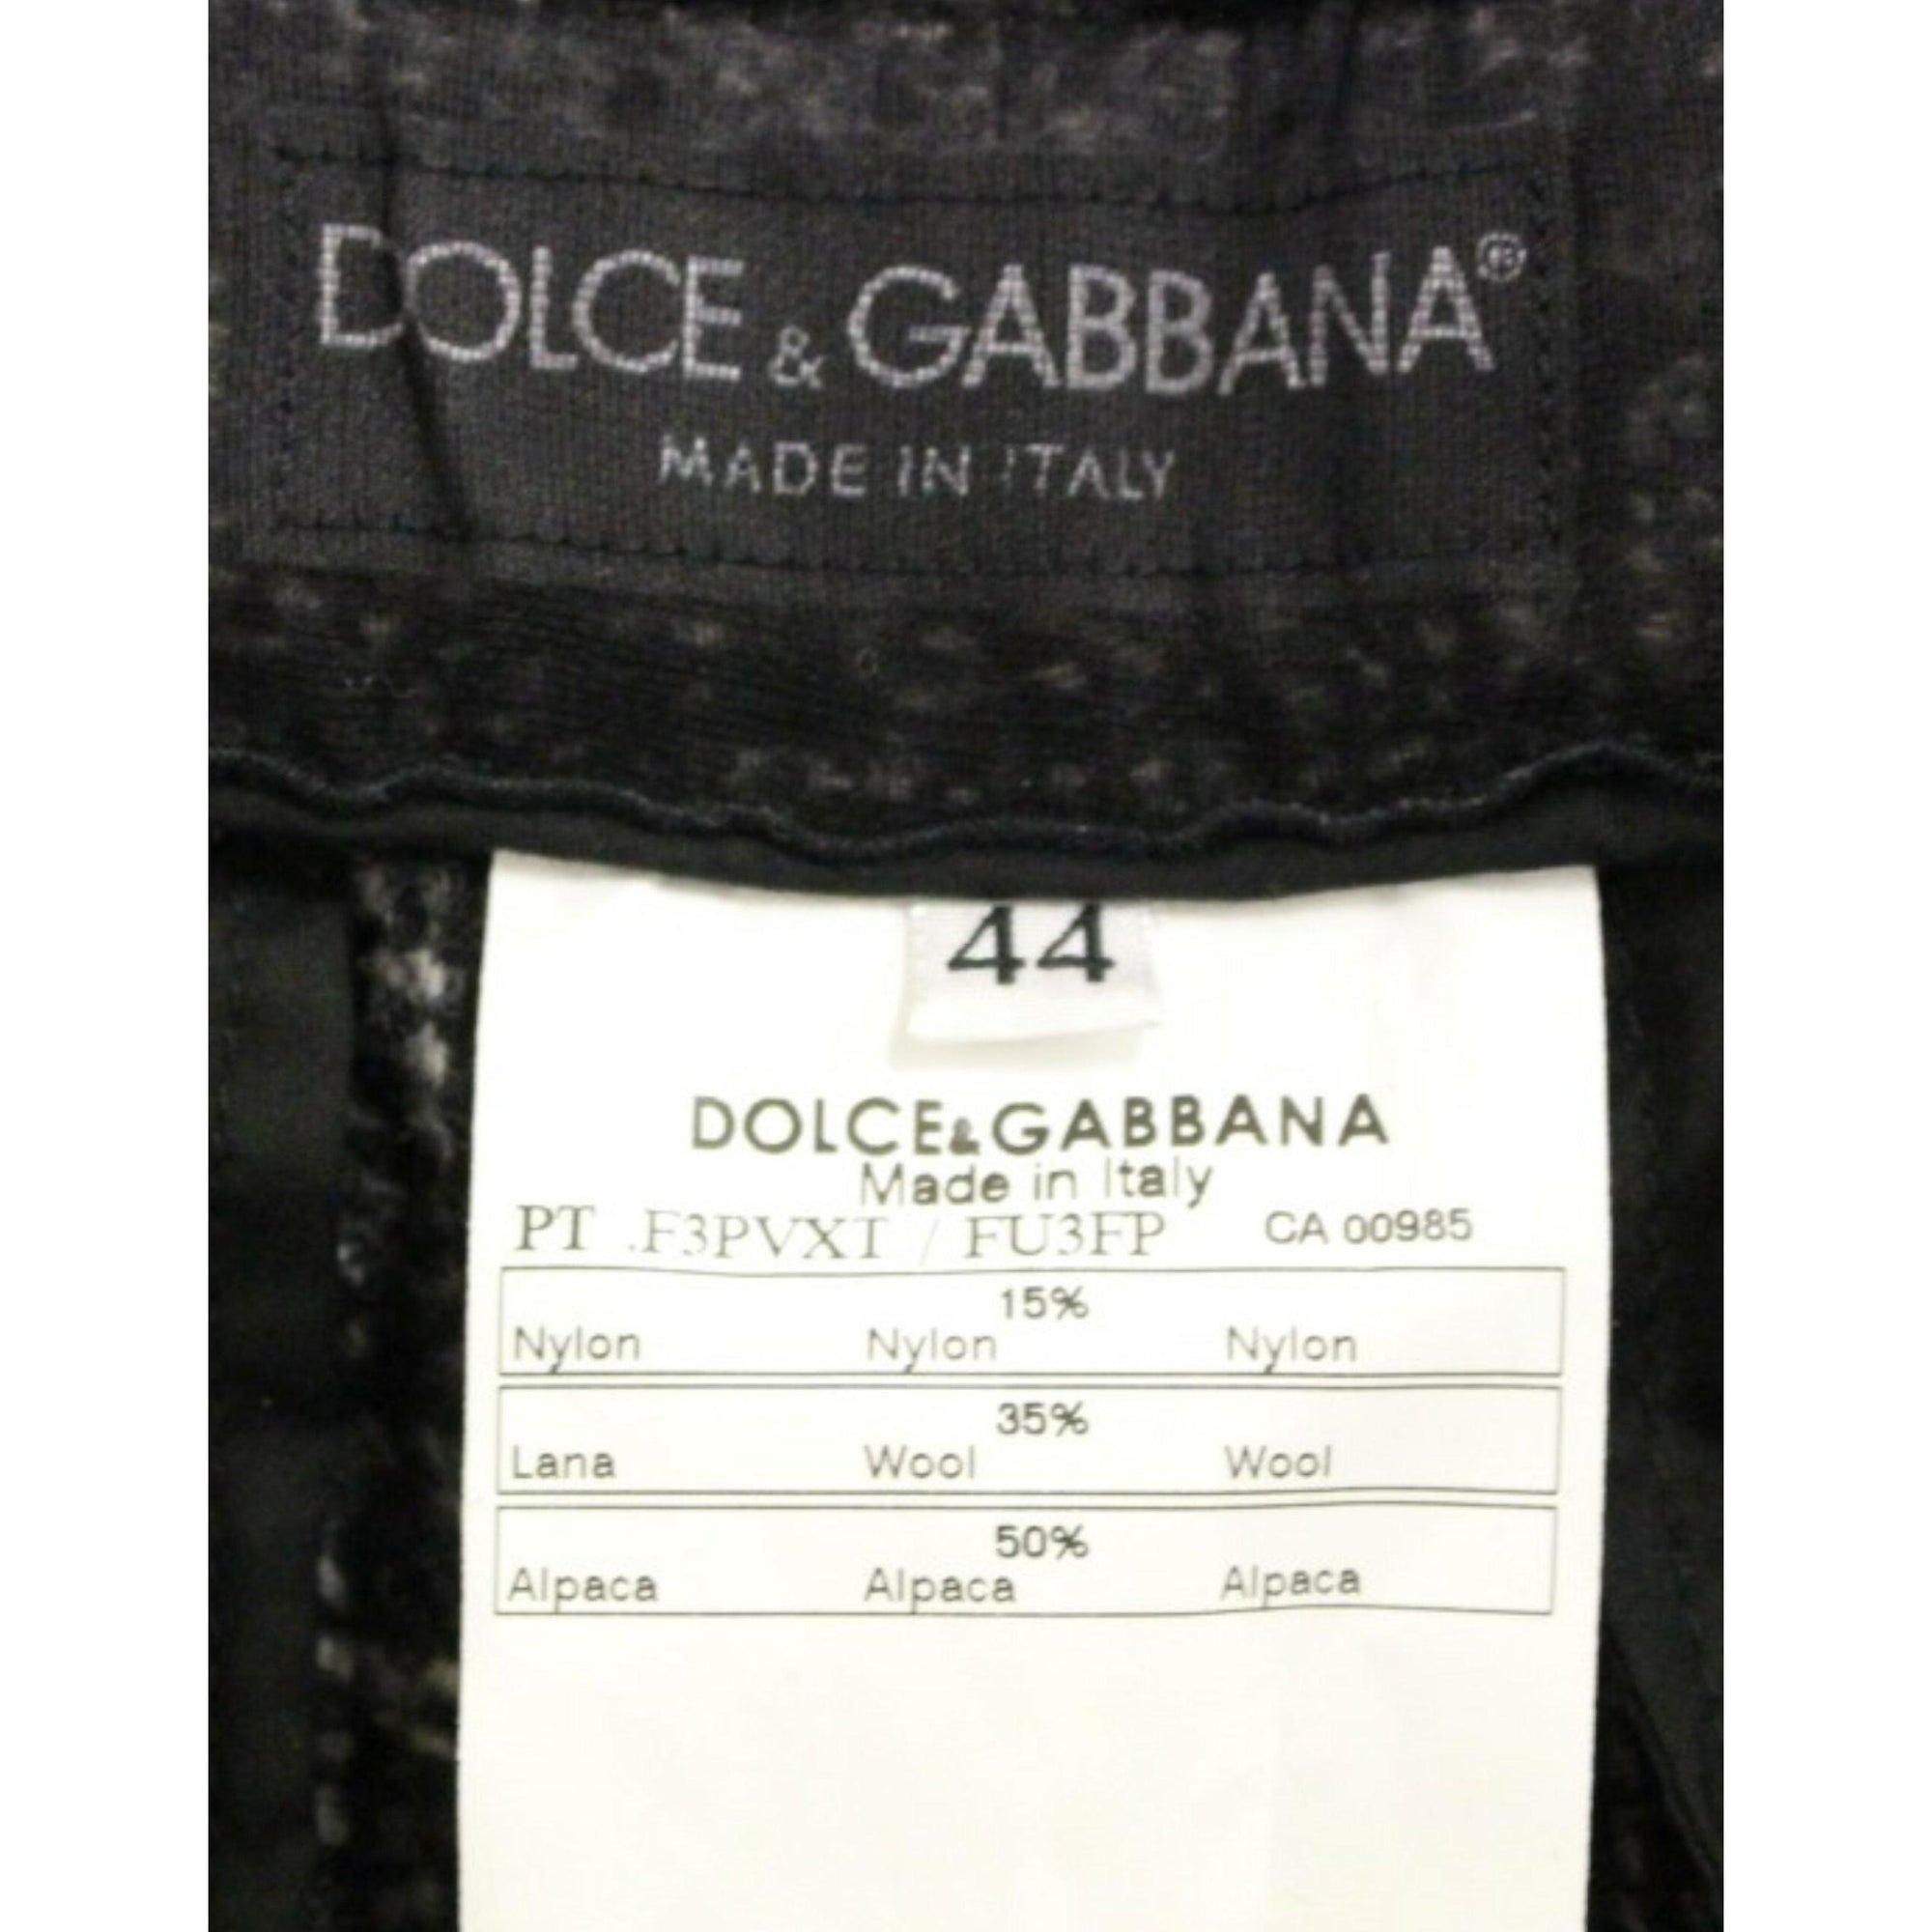 DOLCE & GABBANA®
MADE IN ITALY
44
DOLCE&GABBANA
Made in Italy
PT .F3PVXT / FU3FP CA 00985
15%
Nylon Nylon Nylon
35%
Lana Wool Wool
50%
Alpaca Alpaca Alpaca